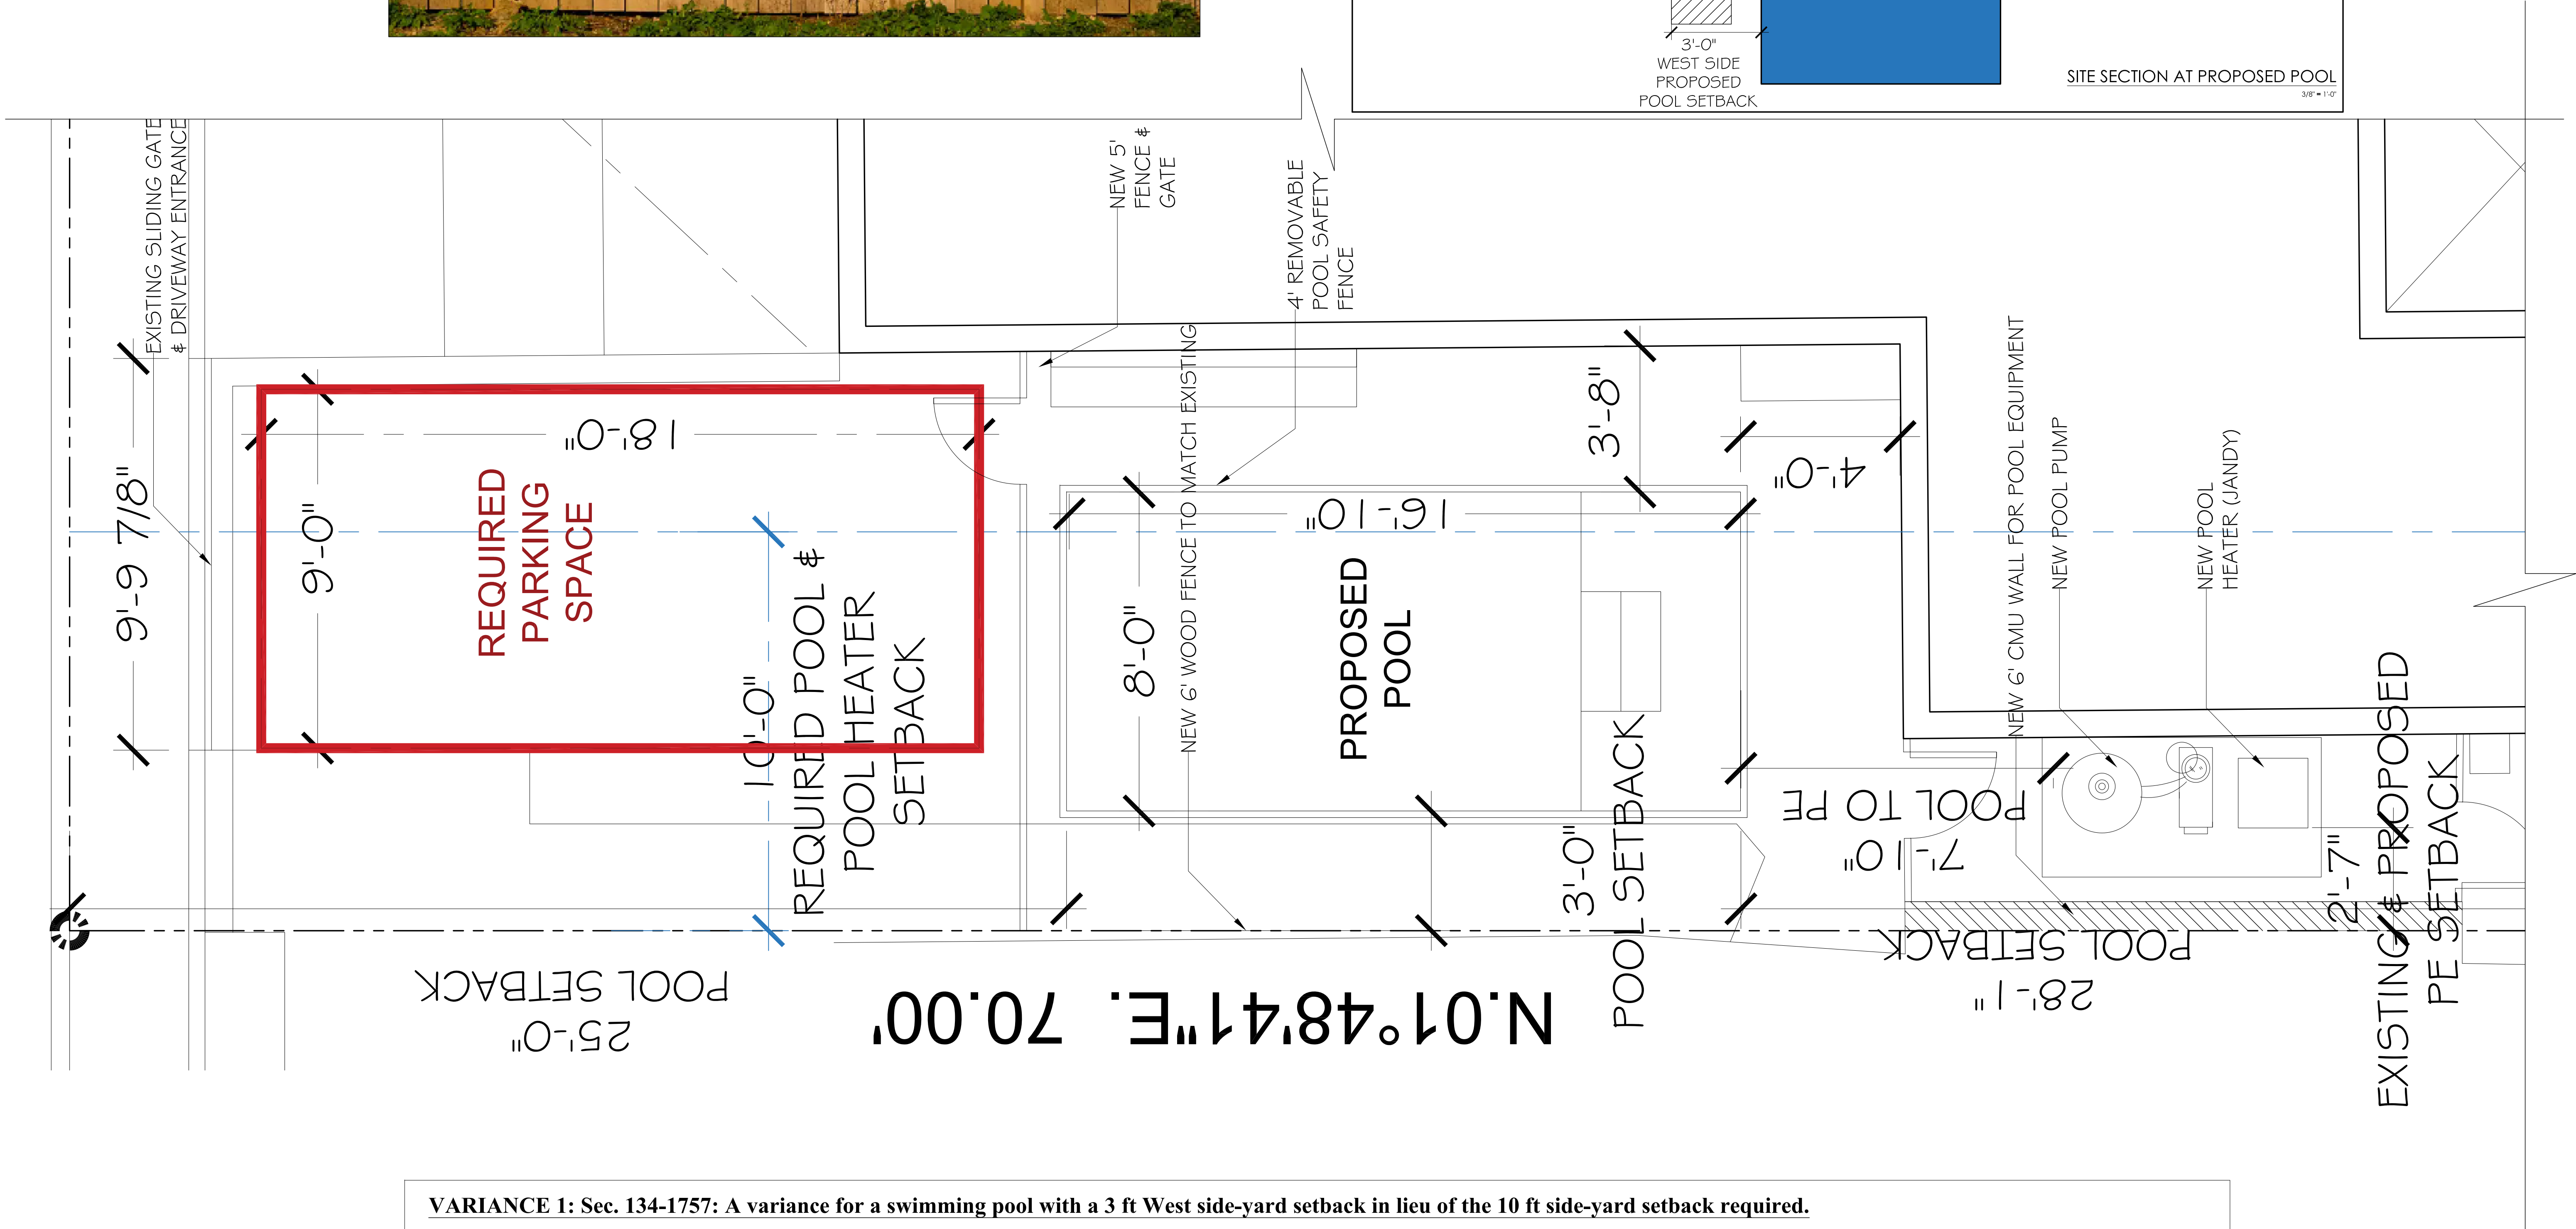 3'-0"
WEST SIDE
PROPOSED
POOL SETBACK
SITE SECTION AT PROPOSED POOL
3/8" = 1'-0"
EXISTING SLIDING GATE
& DRIVEWAY ENTRANCE
NEW 5'
FENCE &
GATE
4' REMOVABLE
POOL SAFETY
FENCE
9'-9 7/8"
18'-0"
9'-0"
REQUIRED
PARKING
SPACE
10'-0"
REQUIRED POOL &
POOL HEATER
SETBACK
NEW 6' WOOD FENCE TO MATCH EXISTING
16'-10"
8'-0"
PROPOSED
POOL
3'-8"
4'-0"
3'-0"
POOL SETBACK
NEW 6' CMU WALL FOR POOL EQUIPMENT
NEW POOL PUMP
NEW POOL
HEATER (JANDY)
7'-10"
POOL TO PE
2'-7"
EXISTING & PROPOSED
PE SETBACK
25'-0"
POOL SETBACK
N.01°48'41"E. 70.00'
28'-1"
POOL SETBACK
VARIANCE 1: Sec. 134-1757: A variance for a swimming pool with a 3 ft West side-yard setback in lieu of the 10 ft side-yard setback required.